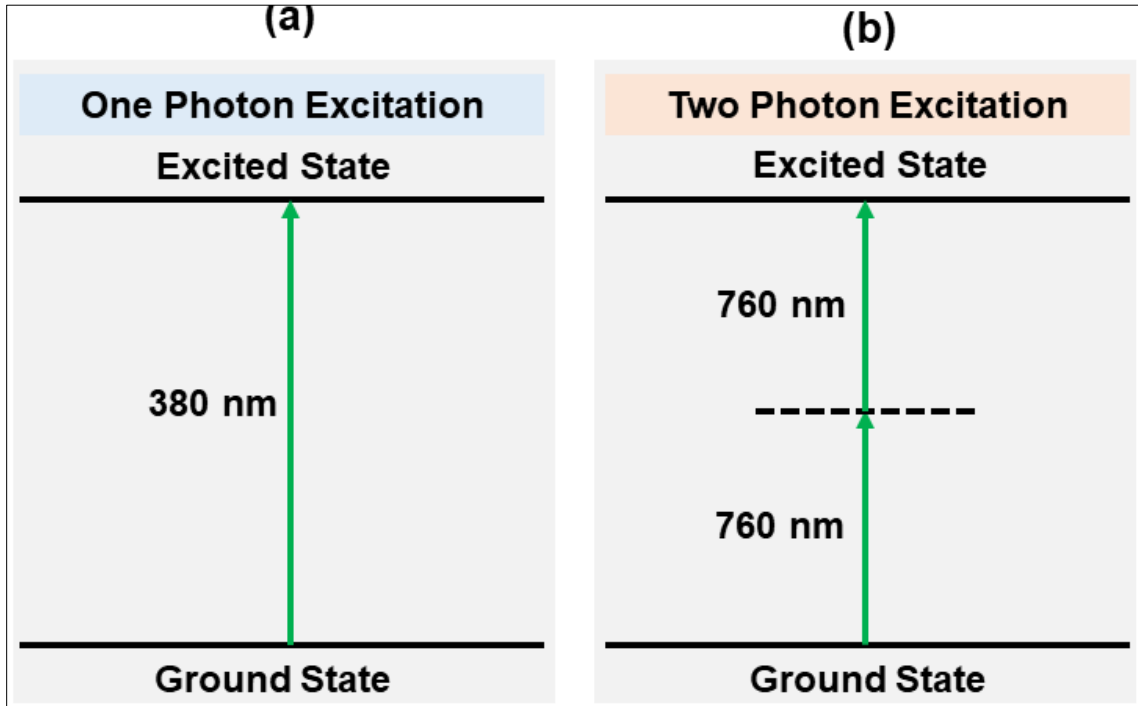 (a)
One Photon Excitation
Excited State
380 nm
Ground State
(b)
Two Photon Excitation
Excited State
760 nm
760 nm
Ground State